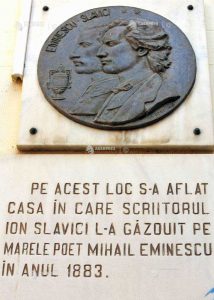 EMINESCU SLAVICI
PE ACEST LOC S-A AFLAT
CASA ÎN CARE SCRIITORUL
ION SLAVICI L-A GĂZOUIT PE
MARELE POET MIHAIL EMINESCU
ÎN ANUL 1883.